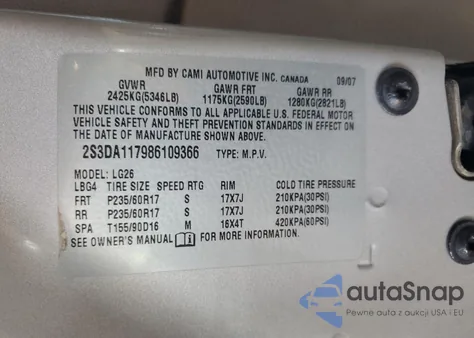 MFD BY CAMI AUTOMOTIVE INC. CANADA 09/07
GVWR GAWR FRT GAWR RR
2425KG(5346LB) 1175KG(2590LB) 1280KG(2821LB)
THIS VEHICLE CONFORMS TO ALL APPLICABLE U.S. FEDERAL MOTOR
VEHICLE SAFETY AND THEFT PREVENTION STANDARDS IN EFFECT ON
THE DATE OF MANUFACTURE SHOWN ABOVE.
2S3DA117986109366 TYPE: M.P.V.
MODEL: LG26
LBG4 TIRE SIZE SPEED RTG RIM COLD TIRE PRESSURE
FRT P235/60R17 S 17X7J 210KPA(30PSI)
RR P235/60R17 S 17X7J 210KPA(30PSI)
SPA T155/90D16 M 16X4T 420KPA(60PSI)
SEE OWNER'S MANUAL FOR MORE INFORMATION.
autoSnap
Pewne auta z aukcji USA i EU